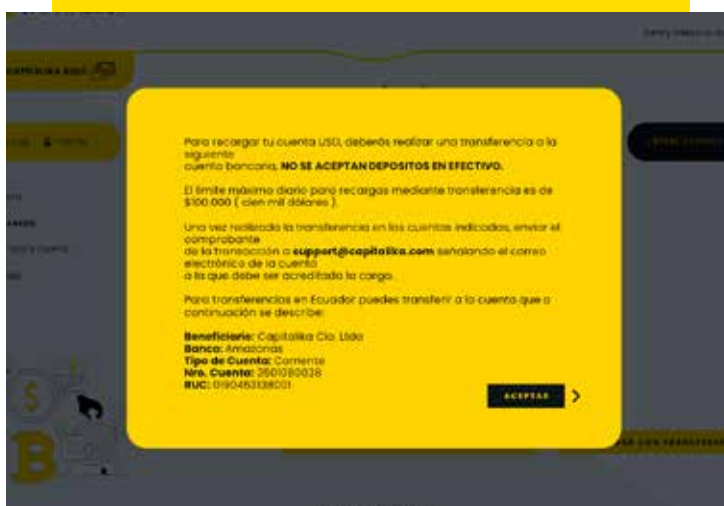 Para recargar tu cuenta USD, deberás realizar una transferencia a la
siguiente
cuenta bancaria, NO SE ACEPTAN DEPOSITOS EN EFECTIVO.
El límite máximo diario para recargas mediante transferencia es de
$100.000 ( cien mil dólares ).
Una vez realizada la transferencia en las cuentas indicadas, enviar el
comprobante
de la transacción a support@capitalika.com señalando el correo
electrónico de la cuenta
a la que debe ser acreditada la carga.
Para transferencias en Ecuador puedes transferir a la cuenta que a
continuación se describe:
Beneficiario: Capitalika Cia. Ltda
Banco: Amazonas
Tipo de Cuenta: Corriente
Nro. Cuenta:
RUC:
ACEPTAR